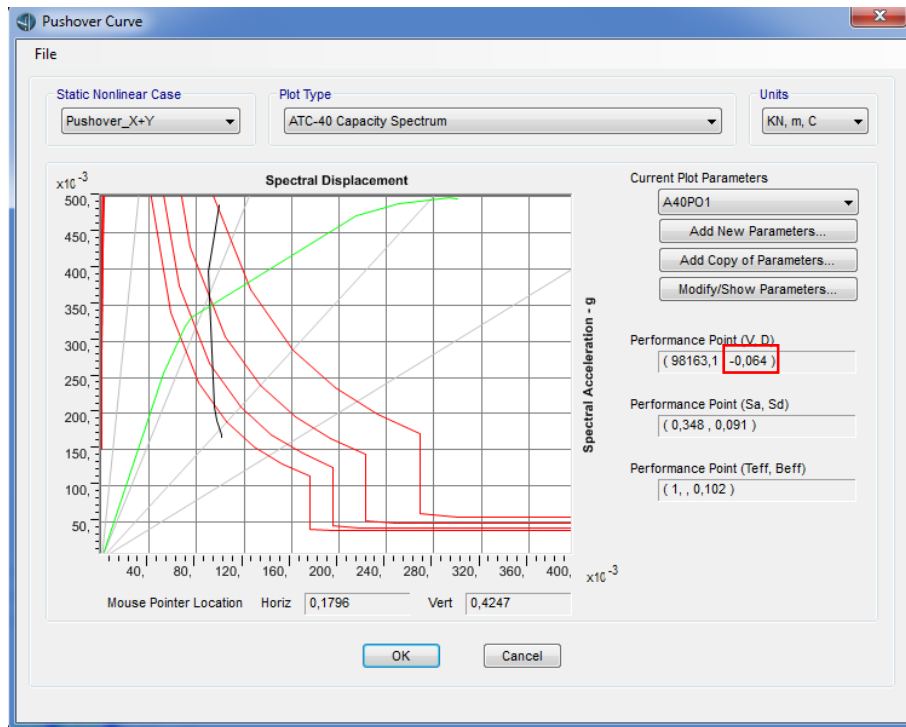 Pushover Curve
File
Static Nonlinear Case
Pushover_X+Y
Plot Type
ATC-40 Capacity Spectrum
Units
KN, m, C
x10 -3
Spectral Displacement
500,
450,
400,
350,
300,
250,
200,
150,
100,
50,
40, 80, 120, 160, 200, 240, 280, 320, 360, 400, x10 -3
Spectral Acceleration - g
Mouse Pointer Location Horiz 0,1796 Vert 0,4247
Current Plot Parameters
A40PO1
Add New Parameters...
Add Copy of Parameters...
Modify/Show Parameters...
Performance Point (V, D)
( 98163,1 -0,064 )
Performance Point (Sa, Sd)
( 0,348 , 0,091 )
Performance Point (Teff, Beff)
( 1, , 0,102 )
OK Cancel